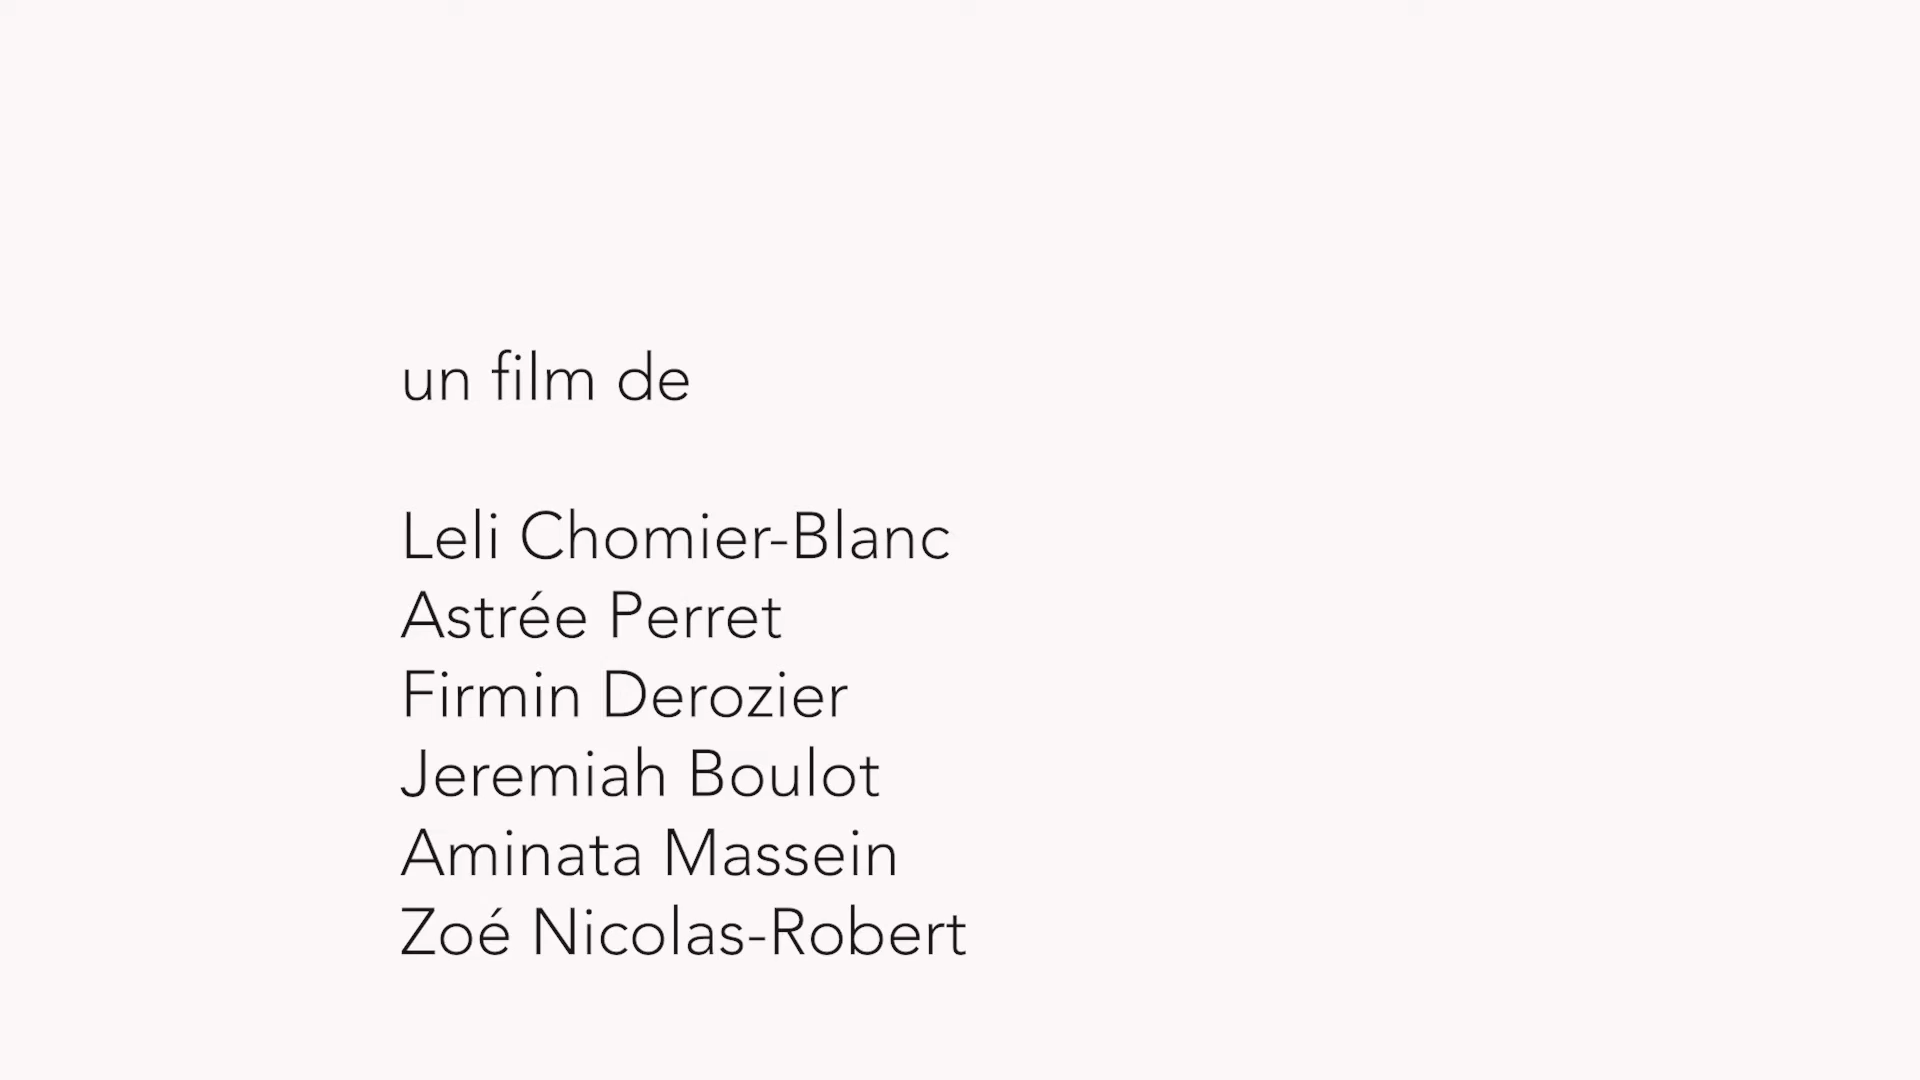 un film de
Leli Chomier-Blanc
Astrée Perret
Firmin Derozier
Jeremiah Boulot
Aminata Massein
Zoé Nicolas-Robert